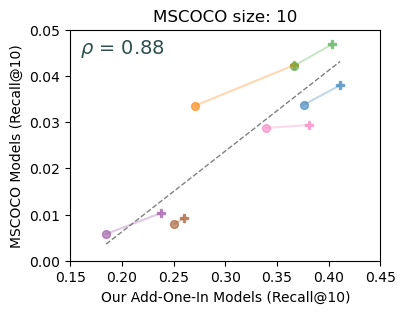 MSCOCO size: 10
ρ = 0.88
MSCOCO Models (Recall@10)
0.05
0.04
0.03
0.02
0.01
0.00
0.15 0.20 0.25 0.30 0.35 0.40 0.45
Our Add-One-In Models (Recall@10)